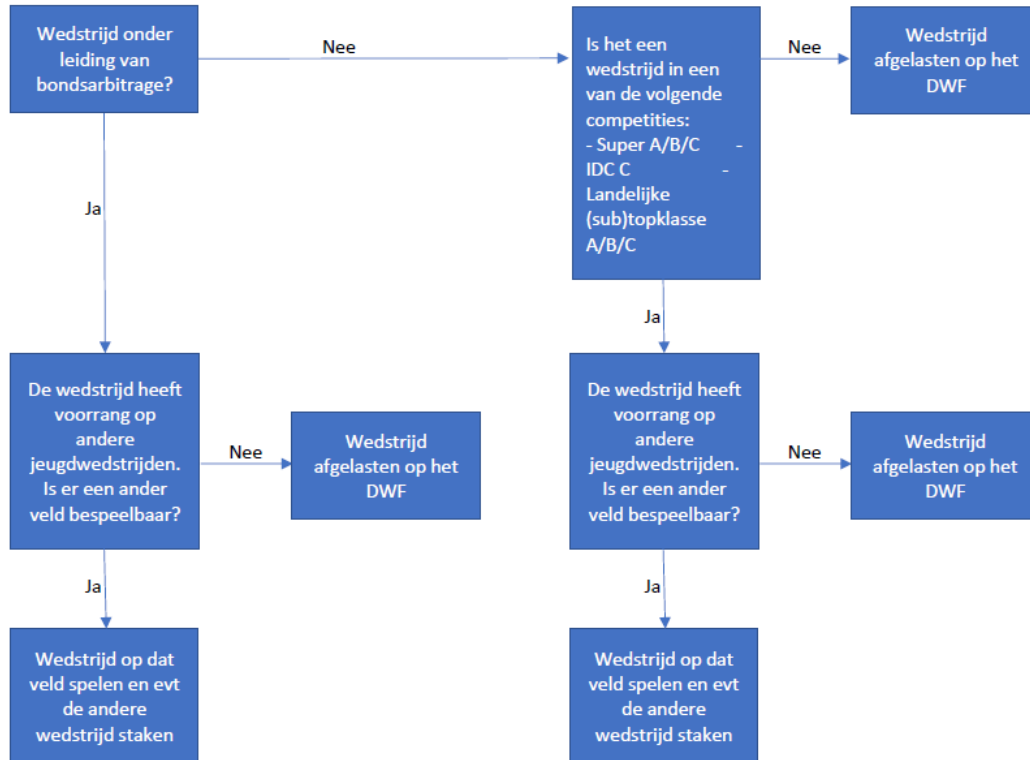 Wedstrijd onder
leiding van
bondsarbitrage?
Nee
Is het een
wedstrijd in een
van de volgende
competities:
- Super A/B/C -
IDC C -
Landelijke
(sub)topklasse
A/B/C
Nee
Wedstrijd
afgelasten op het
DWF
Ja
Ja
De wedstrijd heeft
voorrang op
andere
jeugdwedstrijden.
Is er een ander
veld bespeelbaar?
Nee
Wedstrijd
afgelasten op het
DWF
De wedstrijd heeft
voorrang op
andere
jeugdwedstrijden.
Is er een ander
veld bespeelbaar?
Nee
Wedstrijd
afgelasten op het
DWF
Ja
Ja
Wedstrijd op dat
veld spelen en evt
de andere
wedstrijd staken
Wedstrijd op dat
veld spelen en evt
de andere
wedstrijd staken